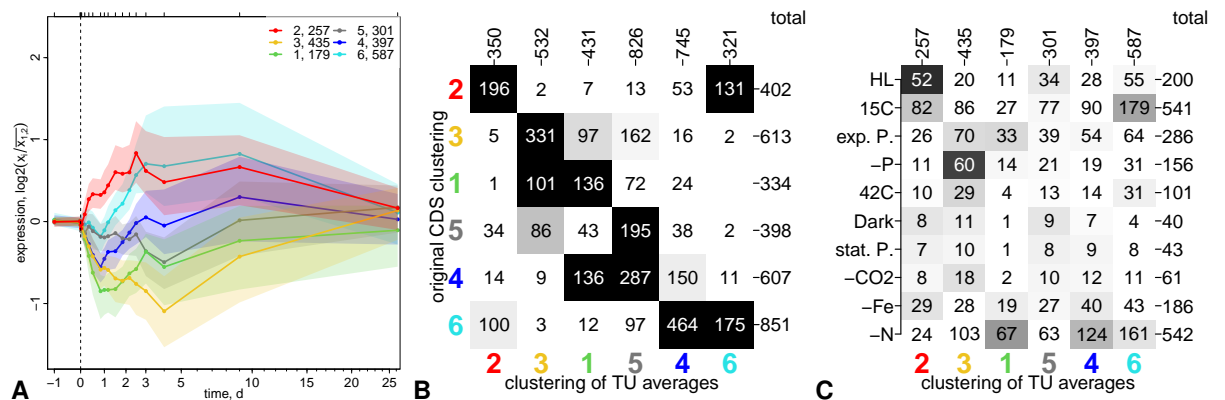 2, 257
3, 435
1, 179
5, 301
4, 397
6, 587
expression, log2(xᵢ/x̅₁,₂)
2
1
0
−1
−1 0 1 2 3 5 10 15 20 25
time, d
A
total
−350 −532 −431 −826 −745 −321
2 196 2 7 13 53 131 −402
3 5 331 97 162 16 2 −613
1 1 101 136 72 24 −334
5 34 86 43 195 38 2 −398
4 14 9 136 287 150 11 −607
6 100 3 12 97 464 175 −851
2 3 1 5 4 6
original CDS clustering
clustering of TU averages
B
total
−257 −435 −179 −301 −397 −587
HL 52 20 11 34 28 55 −200
15C 82 86 27 77 90 179 −541
exp. P. 26 70 33 39 54 64 −286
−P 11 60 14 21 19 31 −156
42C 10 29 4 13 14 31 −101
Dark 8 11 1 9 7 4 −40
stat. P. 7 10 1 8 9 8 −43
−CO2 8 18 2 10 12 11 −61
−Fe 29 28 19 27 40 43 −186
−N 24 103 67 63 124 161 −542
2 3 1 5 4 6
clustering of TU averages
C